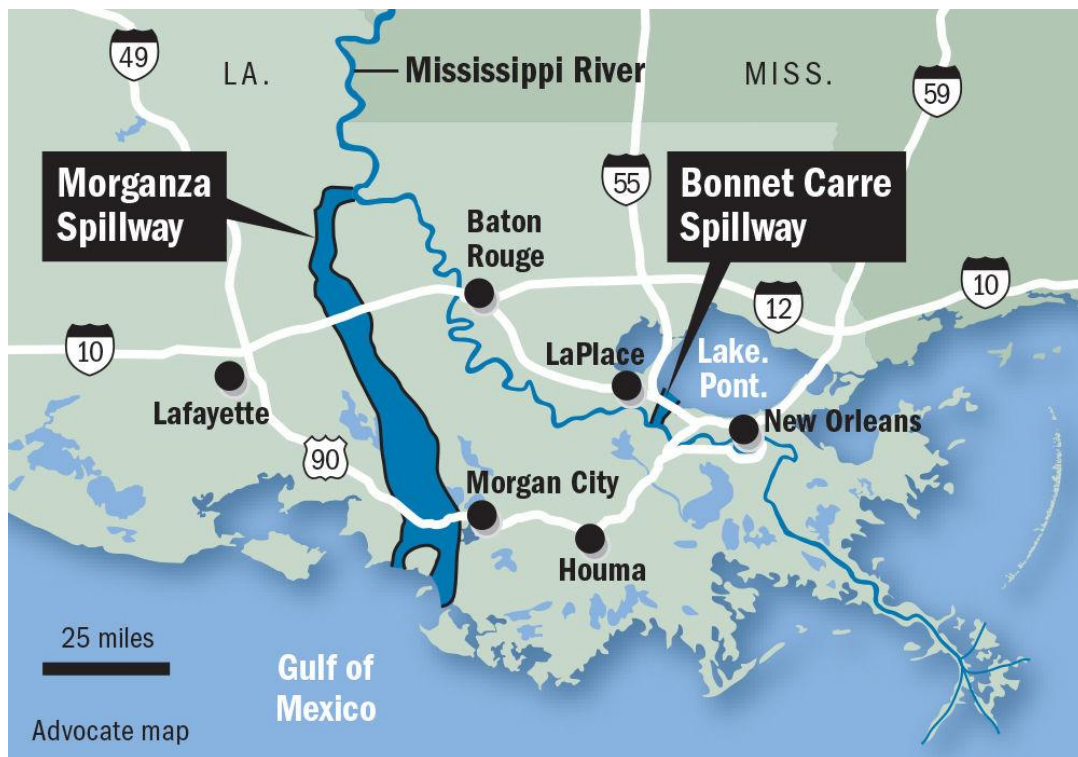 49
LA.
Mississippi River
MISS.
59
Morganza
Spillway
55
Bonnet Carre
Spillway
Baton
Rouge
10
12
10
LaPlace
Lake.
Pont.
Lafayette
New Orleans
90
Morgan City
Houma
25 miles
Gulf of
Mexico
Advocate map